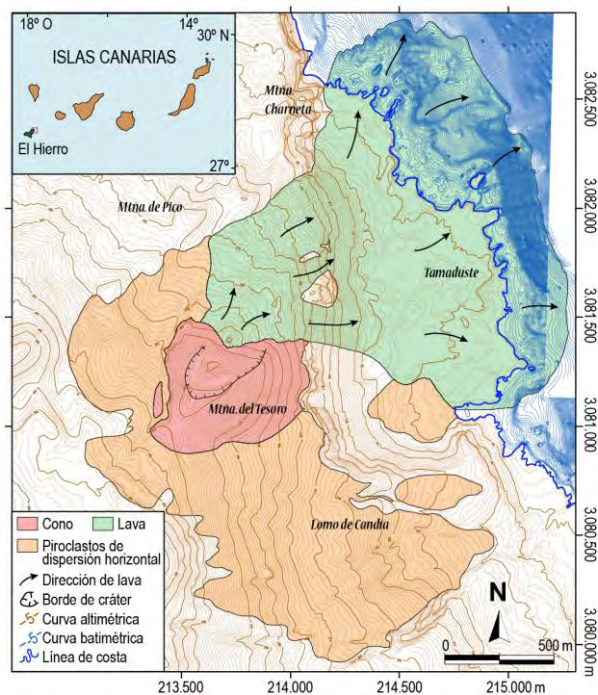 18° O
14°
30° N
ISLAS CANARIAS
El Hierro
27°
Mtna.
Charneta
Mtna. de Pico
Tamaduste
Mtna. del Tesoro
Lomo de Candia
3.082.500
3.082.000
3.081.500
3.081.000
3.080.500
3.080.000 m
Cono
Lava
Piroclastos de
dispersión horizontal
Dirección de lava
Borde de cráter
Curva altimétrica
Curva batimétrica
Línea de costa
N
0
500 m
213.500
214.000
214.500
215.000 m